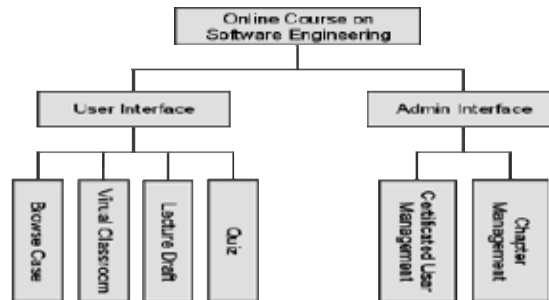 Online Course on
Software Engineering
User Interface
Admin Interface
Browse Case
Virual Classroom
Lecture Draft
Quiz
Certificated User
Management
Chapter
Management